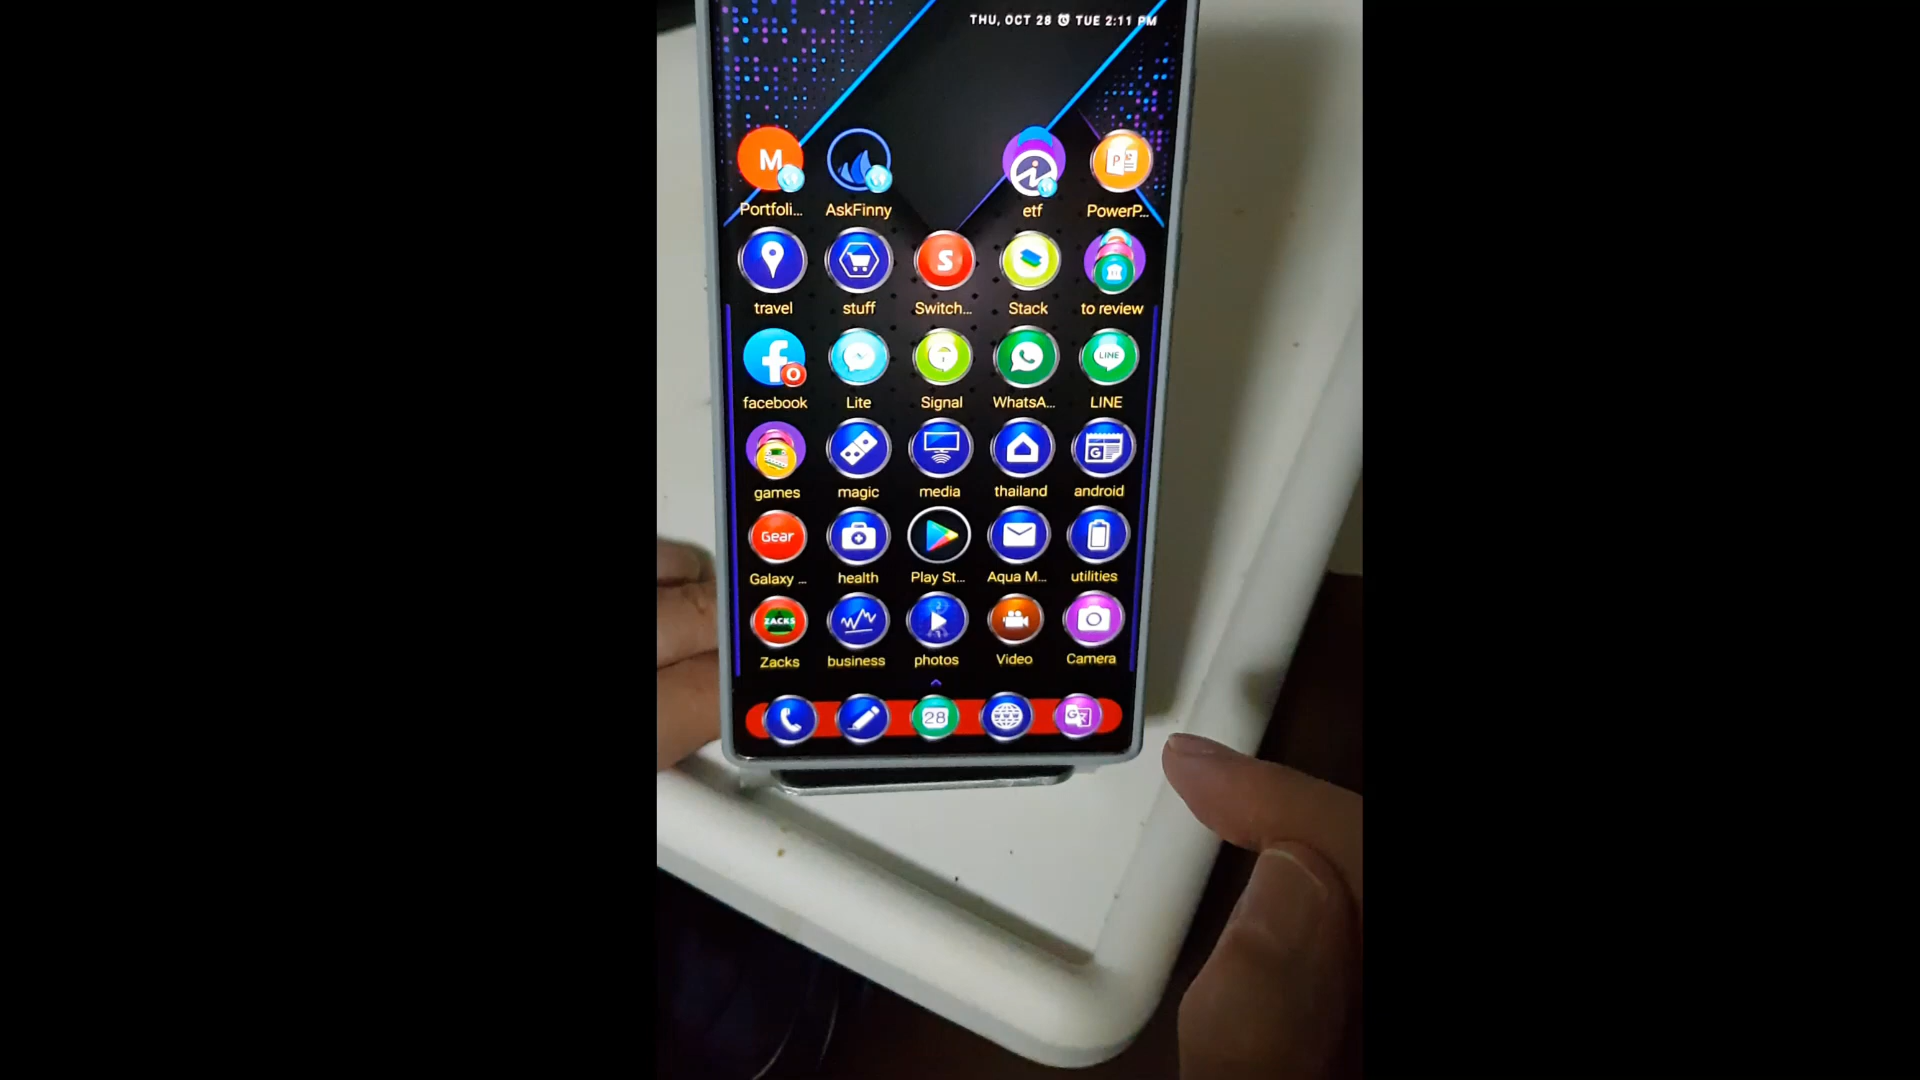 THU, OCT 28 TUE 2:11 PM
M
Portfoli...
AskFinny
etf
PowerP...
travel
stuff
S
Switch...
Stack
to review
facebook
Lite
Signal
WhatsA...
LINE
LINE
games
magic
media
thailand
G
android
Gear
Galaxy ...
health
Play St...
Aqua M...
utilities
ZACKS
Zacks
business
photos
Video
Camera
28
G